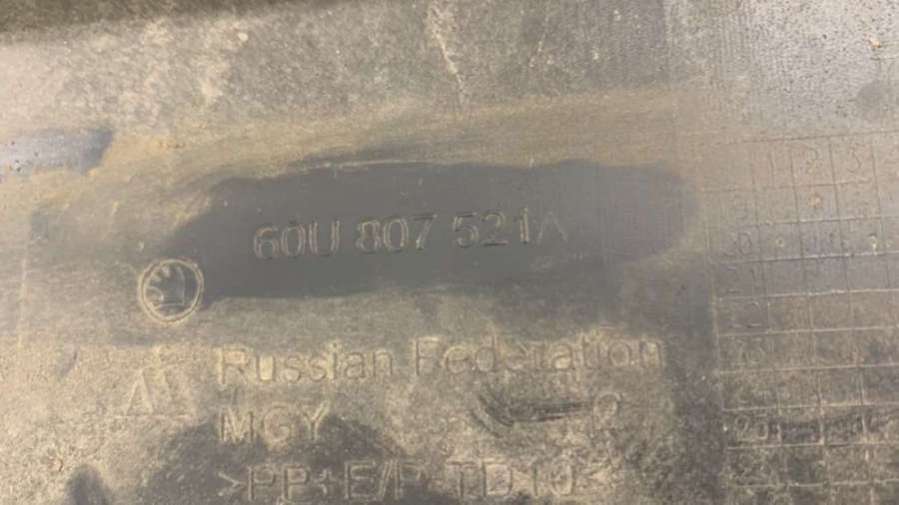 60U 807 521A
Russian Federation
MGY
>PP+E/P TD10<